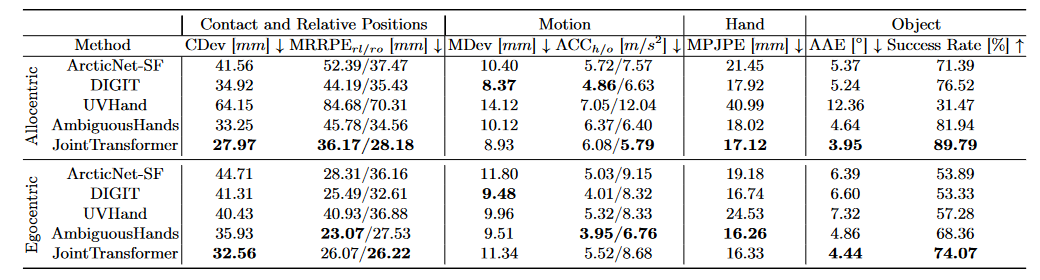 Contact and Relative Positions Motion Hand Object
Method CDev [mm] ↓ MRRPErl/ro [mm] ↓ MDev [mm] ↓ ACCh/o [m/s²] ↓ MPJPE [mm] ↓ AAE [°] ↓ Success Rate [%] ↑
Allocentric
ArcticNet-SF 41.56 52.39/37.47 10.40 5.72/7.57 21.45 5.37 71.39
DIGIT 34.92 44.19/35.43 8.37 4.86/6.63 17.92 5.24 76.52
UVHand 64.15 84.68/70.31 14.12 7.05/12.04 40.99 12.36 31.47
AmbiguousHands 33.25 45.78/34.56 10.12 6.37/6.40 18.02 4.64 81.94
JointTransformer 27.97 36.17/28.18 8.93 6.08/5.79 17.12 3.95 89.79
Egocentric
ArcticNet-SF 44.71 28.31/36.16 11.80 5.03/9.15 19.18 6.39 53.89
DIGIT 41.31 25.49/32.61 9.48 4.01/8.32 16.74 6.60 53.33
UVHand 40.43 40.93/36.88 9.96 5.32/8.33 24.53 7.32 57.28
AmbiguousHands 35.93 23.07/27.53 9.51 3.95/6.76 16.26 4.86 68.36
JointTransformer 32.56 26.07/26.22 11.34 5.52/8.68 16.33 4.44 74.07